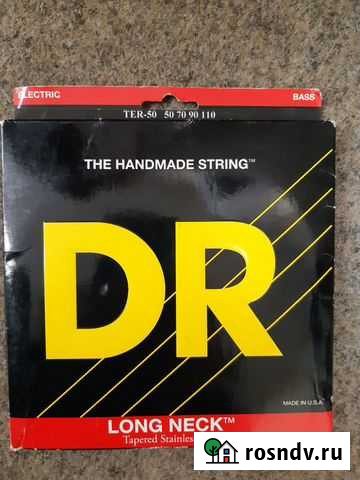 ELECTRIC
BASS
TER-50 50 70 90 110
THE HANDMADE STRING™
DR
MADE IN U.S.A.
LONG NECK™
Tapered Stainless
rosndv.ru